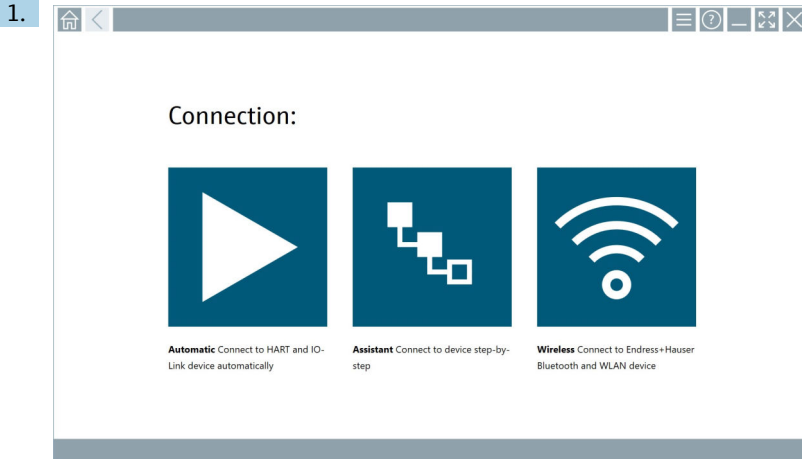 1.
Connection:
Automatic Connect to HART and IO-
Link device automatically
Assistant Connect to device step-by-
step
Wireless Connect to Endress+Hauser
Bluetooth and WLAN device